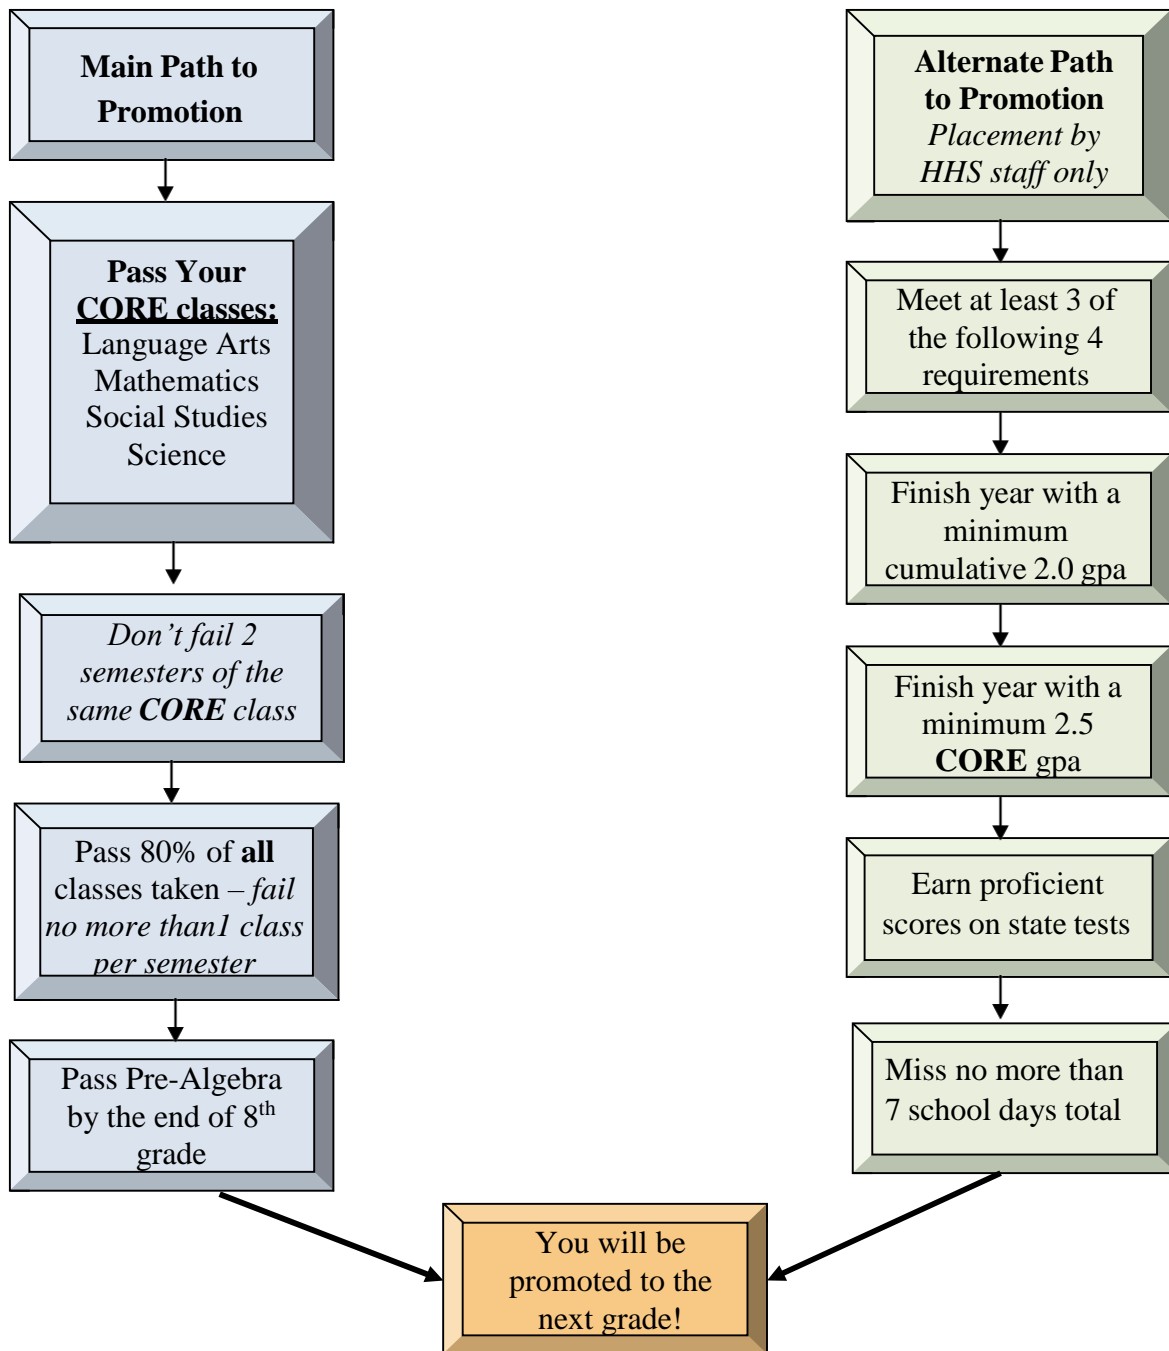 Main Path to
Promotion
Pass Your
CORE classes:
Language Arts
Mathematics
Social Studies
Science
Don’t fail 2
semesters of the
same CORE class
Pass 80% of all
classes taken – fail
no more than1 class
per semester
Pass Pre-Algebra
by the end of 8th
grade
Alternate Path
to Promotion
Placement by
HHS staff only
Meet at least 3 of
the following 4
requirements
Finish year with a
minimum
cumulative 2.0 gpa
Finish year with a
minimum 2.5
CORE gpa
Earn proficient
scores on state tests
Miss no more than
7 school days total
You will be
promoted to the
next grade!